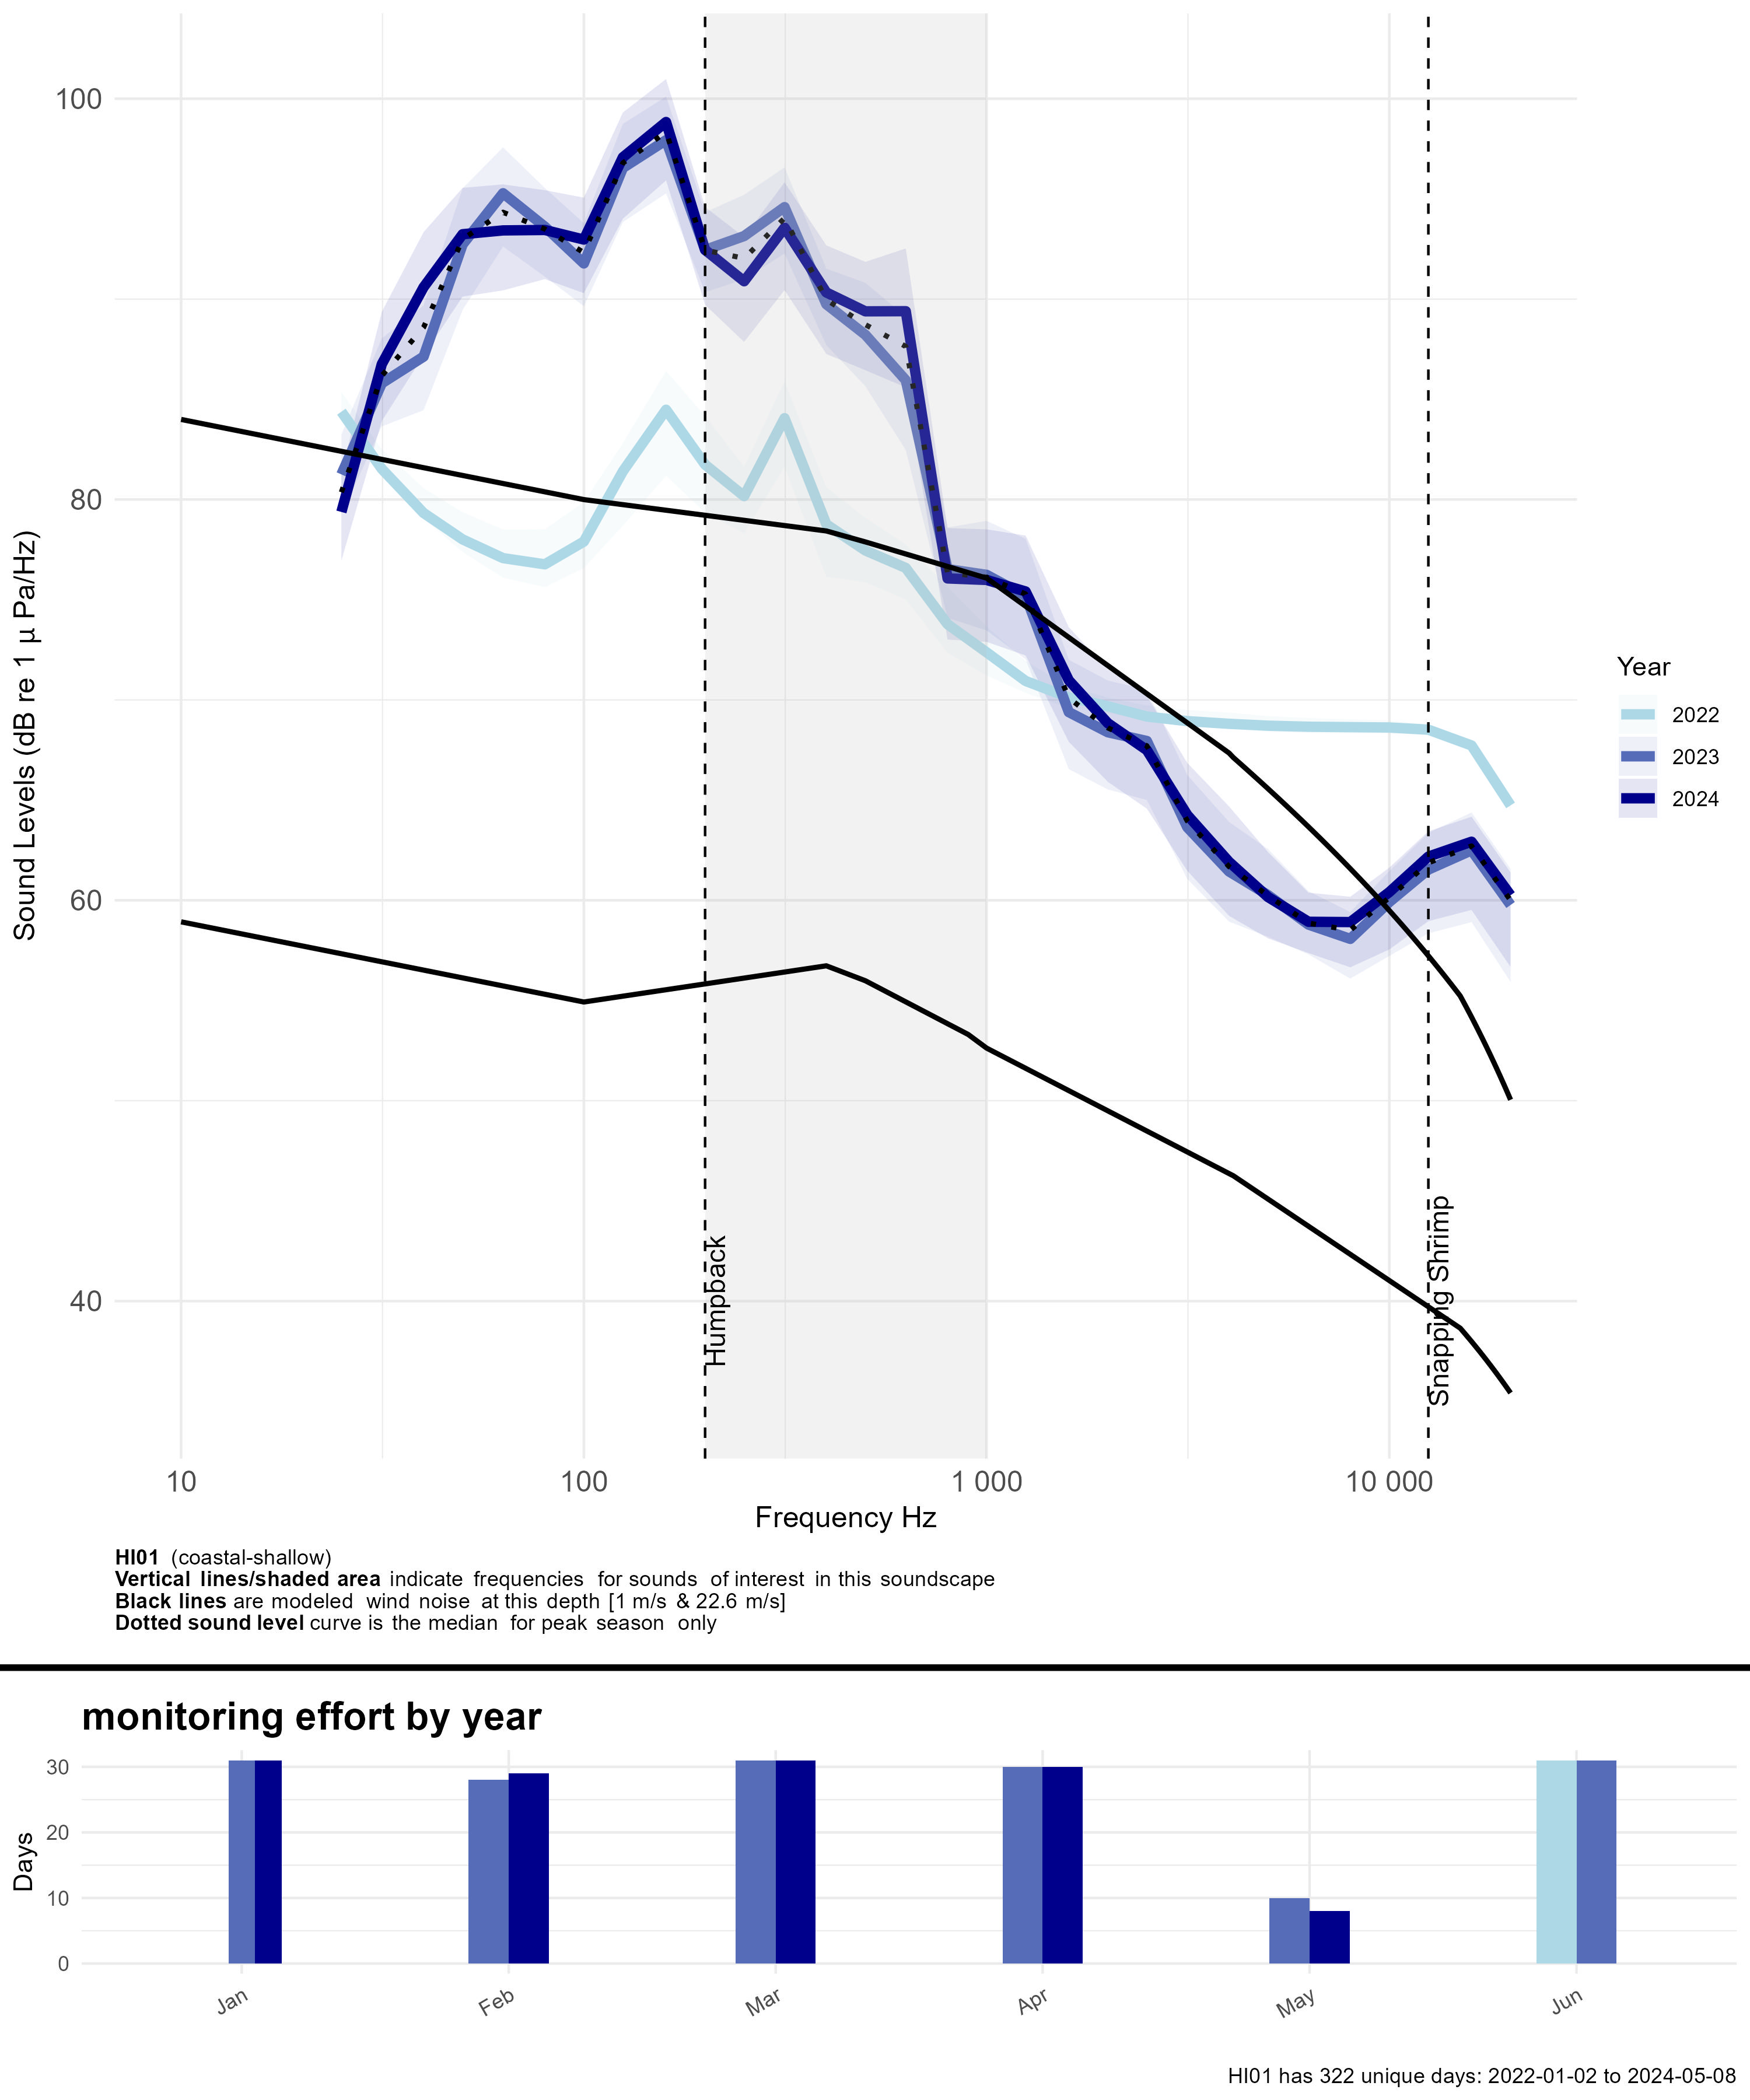 100
80
60
40
Sound Levels (dB re 1 µ Pa/Hz)
Humpback
Snapping Shrimp
10
100
1 000
10 000
Frequency Hz
Year
2022
2023
2024
HI01 (coastal-shallow)
Vertical lines/shaded area indicate frequencies for sounds of interest in this soundscape
Black lines are modeled wind noise at this depth [1 m/s & 22.6 m/s]
Dotted sound level curve is the median for peak season only
monitoring effort by year
30
20
10
0
Days
Jan
Feb
Mar
Apr
May
Jun
HI01 has 322 unique days: 2022-01-02 to 2024-05-08